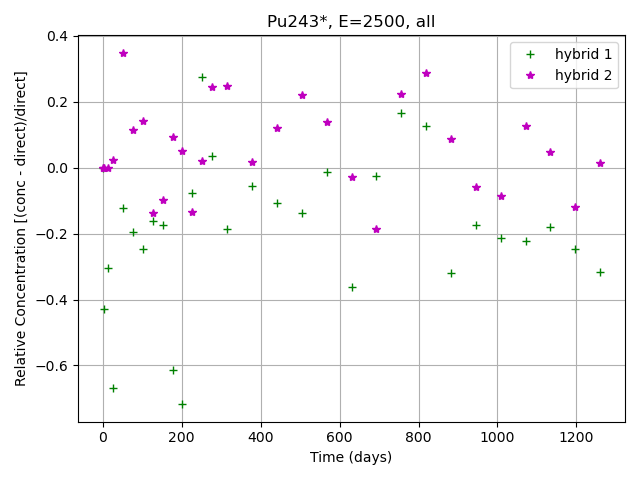 Pu243*, E=2500, all
Relative Concentration [(conc - direct)/direct]
0.4
0.2
0.0
−0.2
−0.4
−0.6
hybrid 1
hybrid 2
0 200 400 600 800 1000 1200
Time (days)